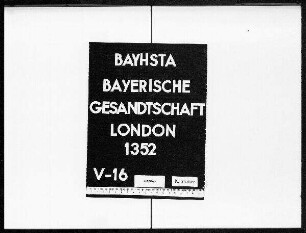 BAYHSTA
BAYERISCHE
GESANDTSCHAFT
LONDON
1352
V-16